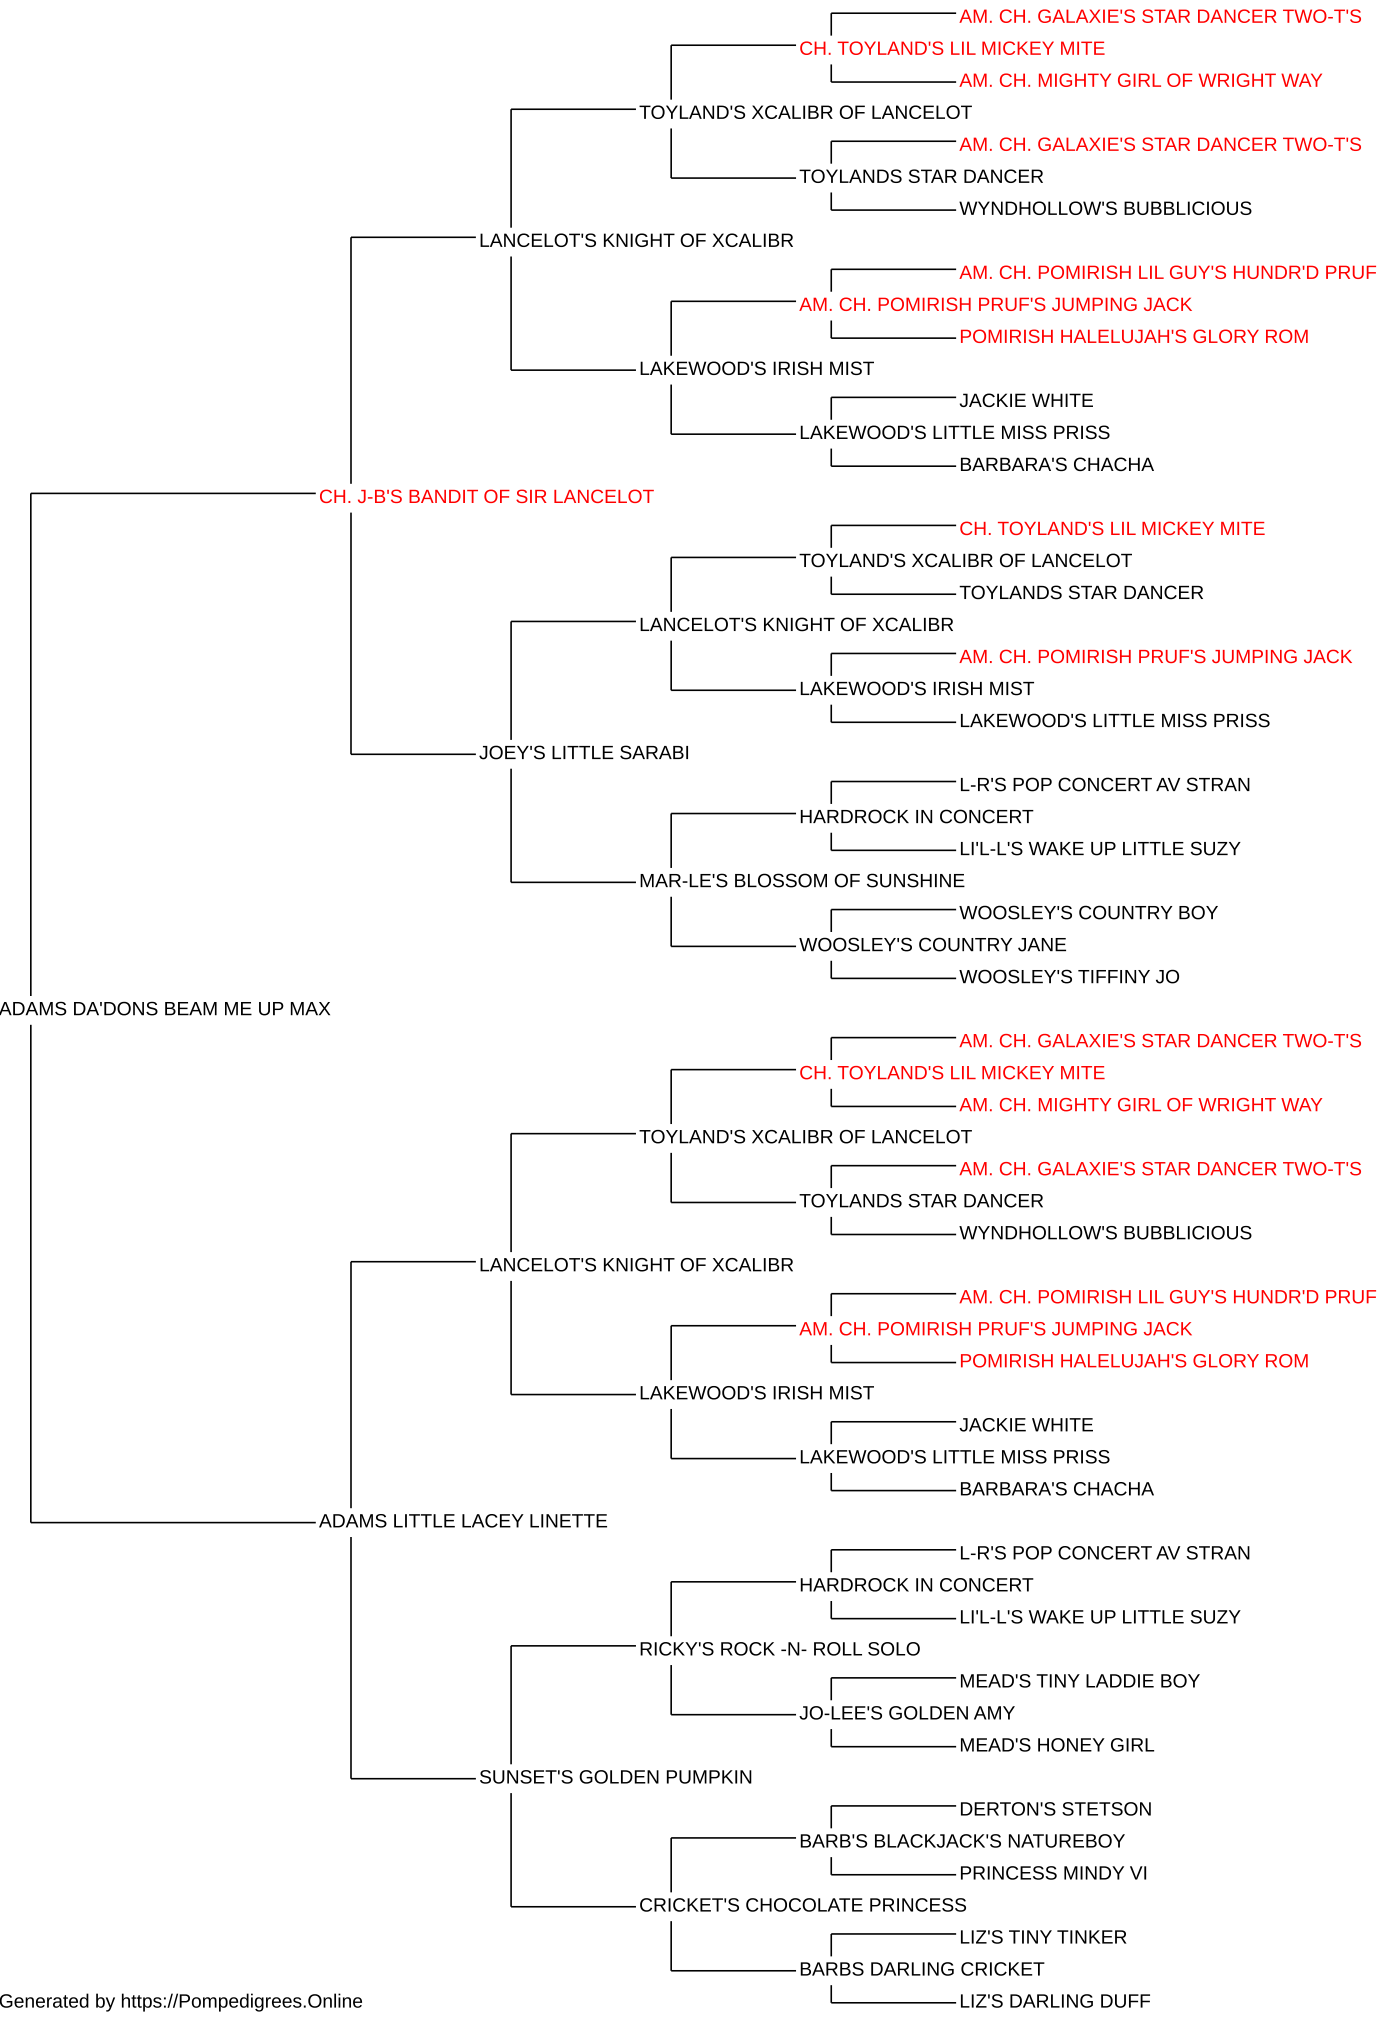 AM. CH. GALAXIE'S STAR DANCER TWO-T'S
CH. TOYLAND'S LIL MICKEY MITE
AM. CH. MIGHTY GIRL OF WRIGHT WAY
TOYLAND'S XCALIBR OF LANCELOT
AM. CH. GALAXIE'S STAR DANCER TWO-T'S
TOYLANDS STAR DANCER
WYNDHOLLOW'S BUBBLICIOUS
LANCELOT'S KNIGHT OF XCALIBR
AM. CH. POMIRISH LIL GUY'S HUNDR'D PRUF
AM. CH. POMIRISH PRUF'S JUMPING JACK
POMIRISH HALELUJAH'S GLORY ROM
LAKEWOOD'S IRISH MIST
JACKIE WHITE
LAKEWOOD'S LITTLE MISS PRISS
BARBARA'S CHACHA
CH. J-B'S BANDIT OF SIR LANCELOT
CH. TOYLAND'S LIL MICKEY MITE
TOYLAND'S XCALIBR OF LANCELOT
TOYLANDS STAR DANCER
LANCELOT'S KNIGHT OF XCALIBR
AM. CH. POMIRISH PRUF'S JUMPING JACK
LAKEWOOD'S IRISH MIST
LAKEWOOD'S LITTLE MISS PRISS
JOEY'S LITTLE SARABI
L-R'S POP CONCERT AV STRAN
HARDROCK IN CONCERT
LI'L-L'S WAKE UP LITTLE SUZY
MAR-LE'S BLOSSOM OF SUNSHINE
WOOSLEY'S COUNTRY BOY
WOOSLEY'S COUNTRY JANE
WOOSLEY'S TIFFINY JO
ADAMS DA'DONS BEAM ME UP MAX
AM. CH. GALAXIE'S STAR DANCER TWO-T'S
CH. TOYLAND'S LIL MICKEY MITE
AM. CH. MIGHTY GIRL OF WRIGHT WAY
TOYLAND'S XCALIBR OF LANCELOT
AM. CH. GALAXIE'S STAR DANCER TWO-T'S
TOYLANDS STAR DANCER
WYNDHOLLOW'S BUBBLICIOUS
LANCELOT'S KNIGHT OF XCALIBR
AM. CH. POMIRISH LIL GUY'S HUNDR'D PRUF
AM. CH. POMIRISH PRUF'S JUMPING JACK
POMIRISH HALELUJAH'S GLORY ROM
LAKEWOOD'S IRISH MIST
JACKIE WHITE
LAKEWOOD'S LITTLE MISS PRISS
BARBARA'S CHACHA
ADAMS LITTLE LACEY LINETTE
L-R'S POP CONCERT AV STRAN
HARDROCK IN CONCERT
LI'L-L'S WAKE UP LITTLE SUZY
RICKY'S ROCK -N- ROLL SOLO
MEAD'S TINY LADDIE BOY
JO-LEE'S GOLDEN AMY
MEAD'S HONEY GIRL
SUNSET'S GOLDEN PUMPKIN
DERTON'S STETSON
BARB'S BLACKJACK'S NATUREBOY
PRINCESS MINDY VI
CRICKET'S CHOCOLATE PRINCESS
LIZ'S TINY TINKER
BARBS DARLING CRICKET
LIZ'S DARLING DUFF
Generated by https://Pompedigrees.Online